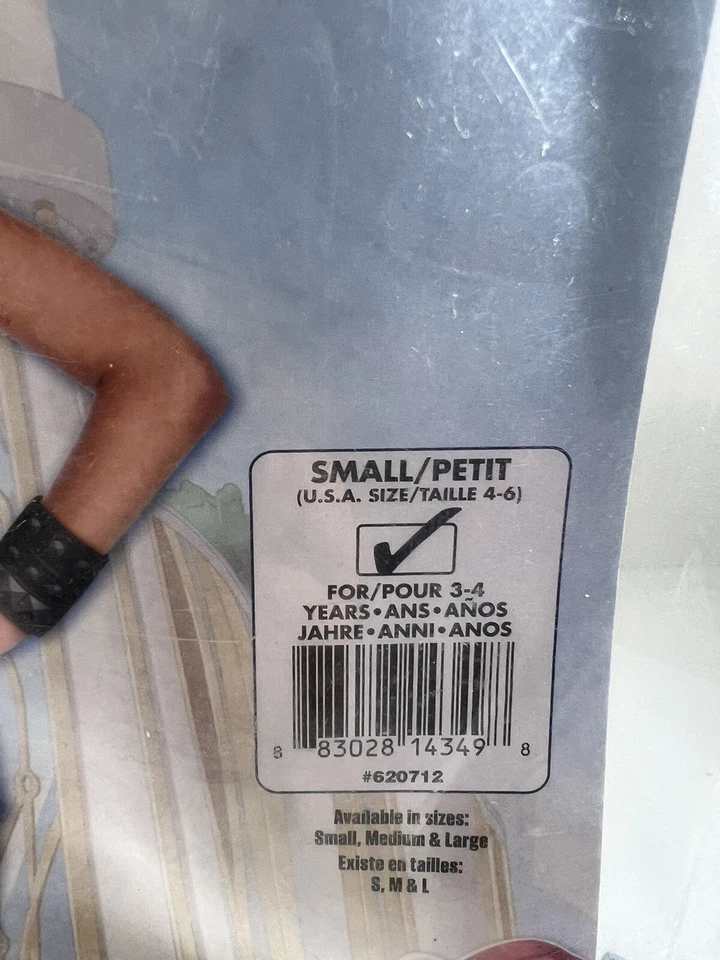 SMALL/PETIT
(U.S.A. SIZE/TAILLE 4-6)
FOR/POUR 3-4
YEARS•ANS•AÑOS
JAHRE•ANNI•ANOS
8 83028 14349 8
#620712
Available in sizes:
Small, Medium & Large
Existe en tailles:
S, M & L